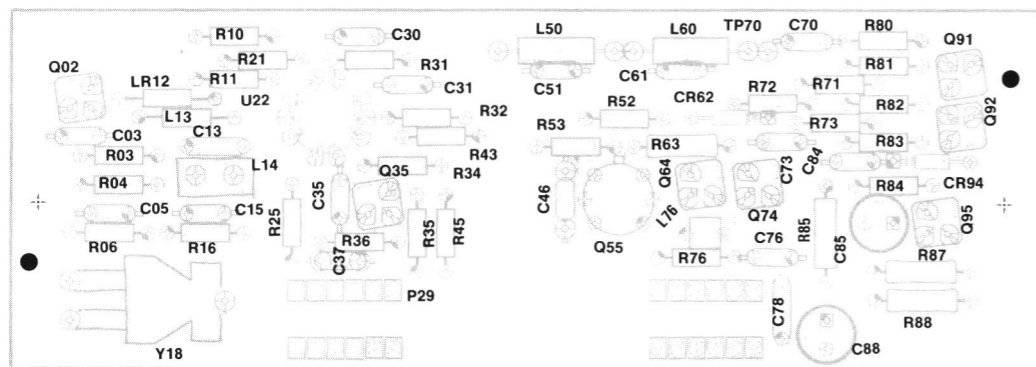 R10
C30
L50
L60
TP70
C70
R80
Q91
Q02
R21
R31
R81
LR12
R11
C31
C51
C61
R72
R71
U22
L13
R32
R52
CR62
R82
Q92
R73
C03
C13
R53
R63
R83
R03
R43
L14
Q35
R34
Q64
C73
C84
R04
R84
CR94
C35
C46
L76
Q74
C05
C15
R25
R36
R35
R45
Q55
C76
R85
C85
Q95
R06
R16
C37
R76
R87
P29
C78
R88
Y18
C88